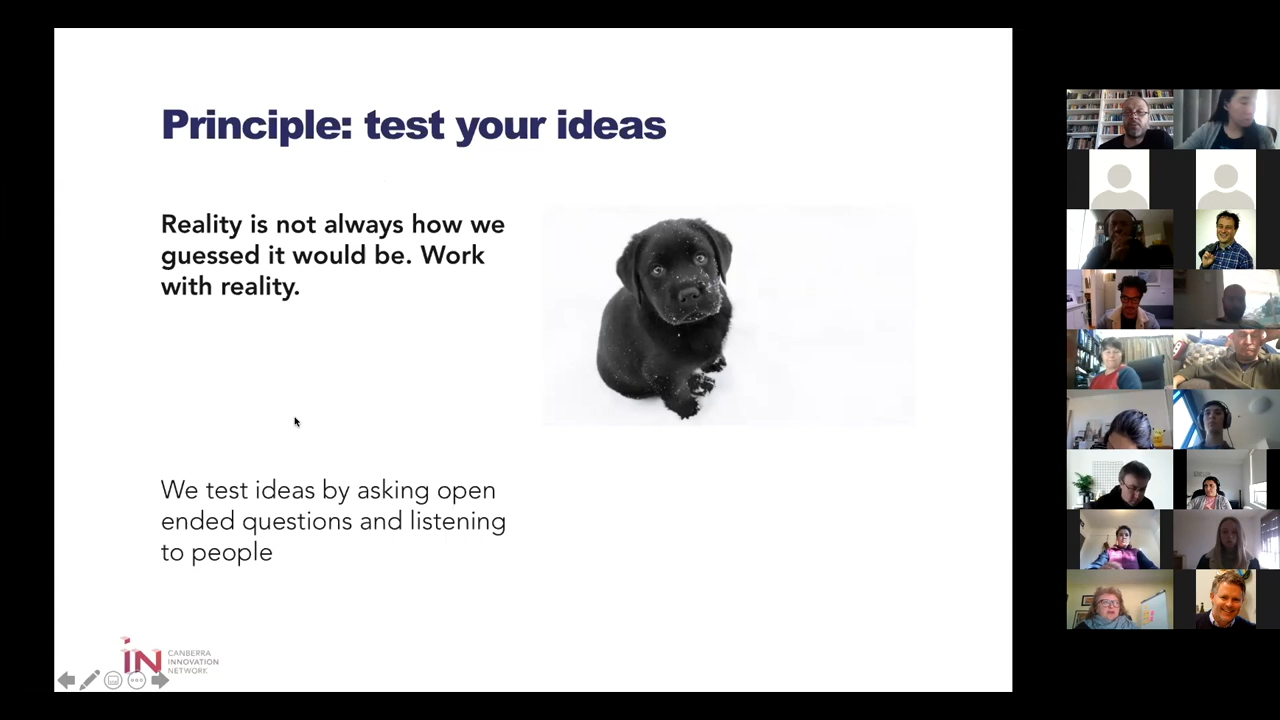 Principle: test your ideas
Reality is not always how we
guessed it would be. Work
with reality.
We test ideas by asking open
ended questions and listening
to people
iN
CANBERRA
INNOVATION
NETWORK